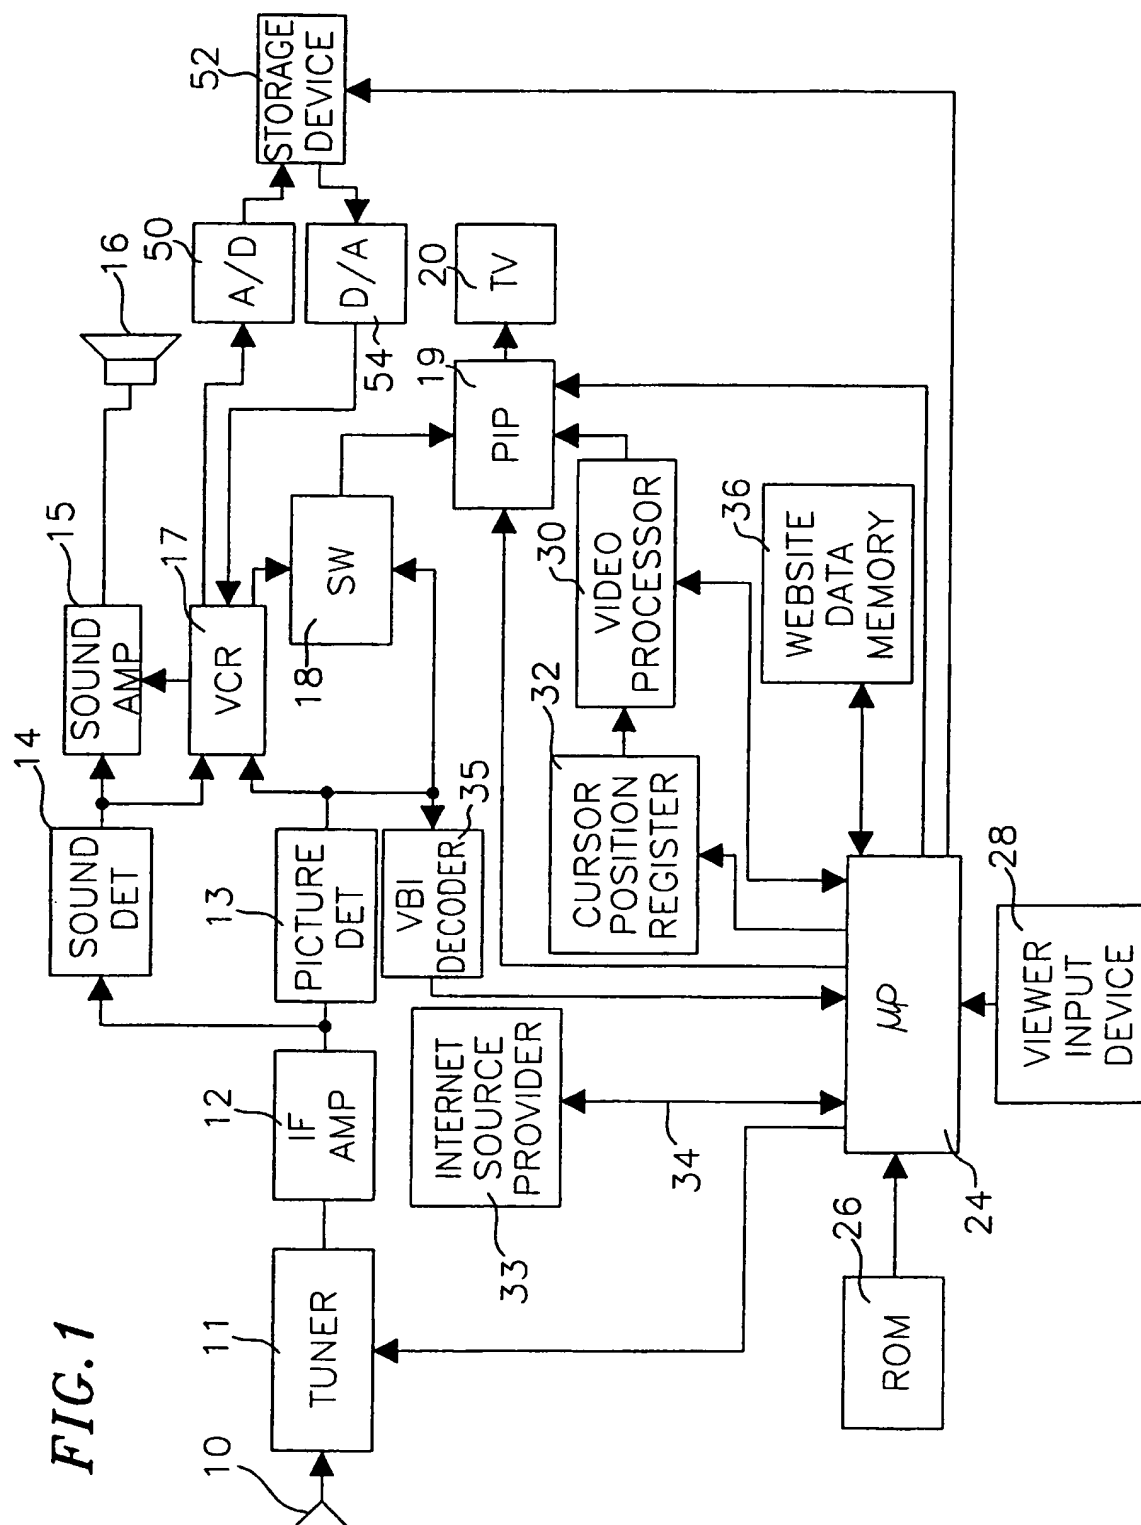 FIG. 1
10
11
TUNER
12
IF
AMP
13
PICTURE
DET
14
SOUND
DET
15
SOUND
AMP
16
17
VCR
18
SW
50
A/D
52
STORAGE
DEVICE
D/A
54
19
PIP
20
TV
35
VBI
DECODER
30
VIDEO
PROCESSOR
32
CURSOR
POSITION
REGISTER
INTERNET
SOURCE
PROVIDER
33
34
36
WEBSITE
DATA
MEMORY
μp
24
26
ROM
28
VIEWER
INPUT
DEVICE